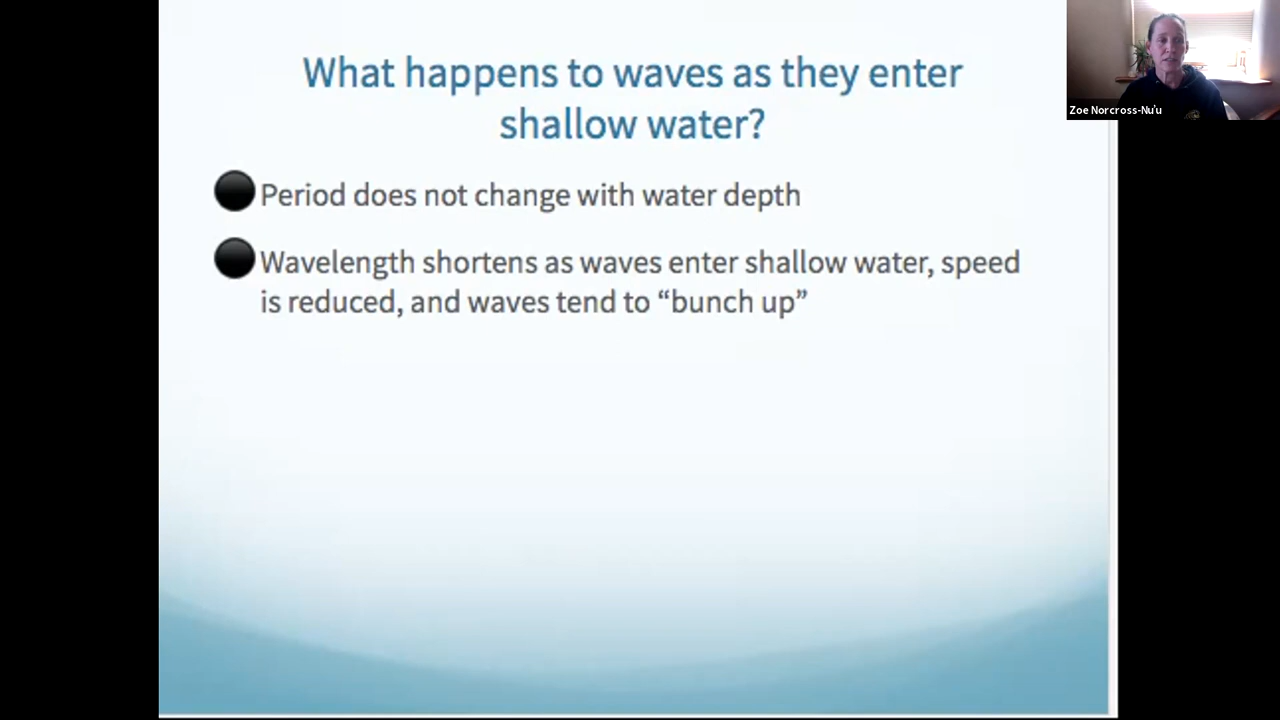 What happens to waves as they enter
shallow water?
Period does not change with water depth
Wavelength shortens as waves enter shallow water, speed
is reduced, and waves tend to “bunch up”
Zoe Norcross-Nu'u